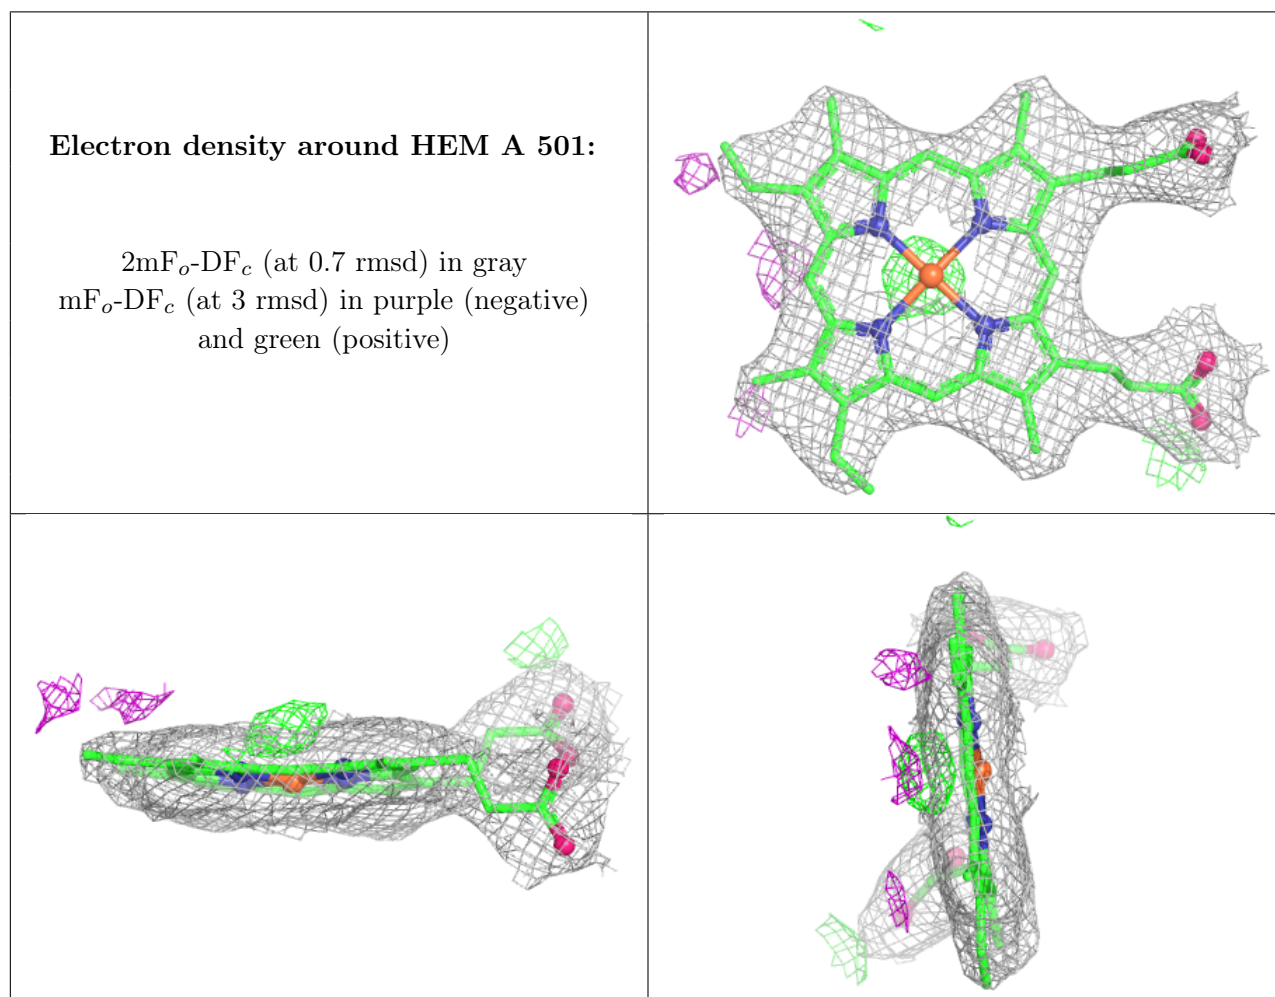 Electron density around HEM A 501:
2mFo-DFc (at 0.7 rmsd) in gray
mFo-DFc (at 3 rmsd) in purple (negative)
and green (positive)